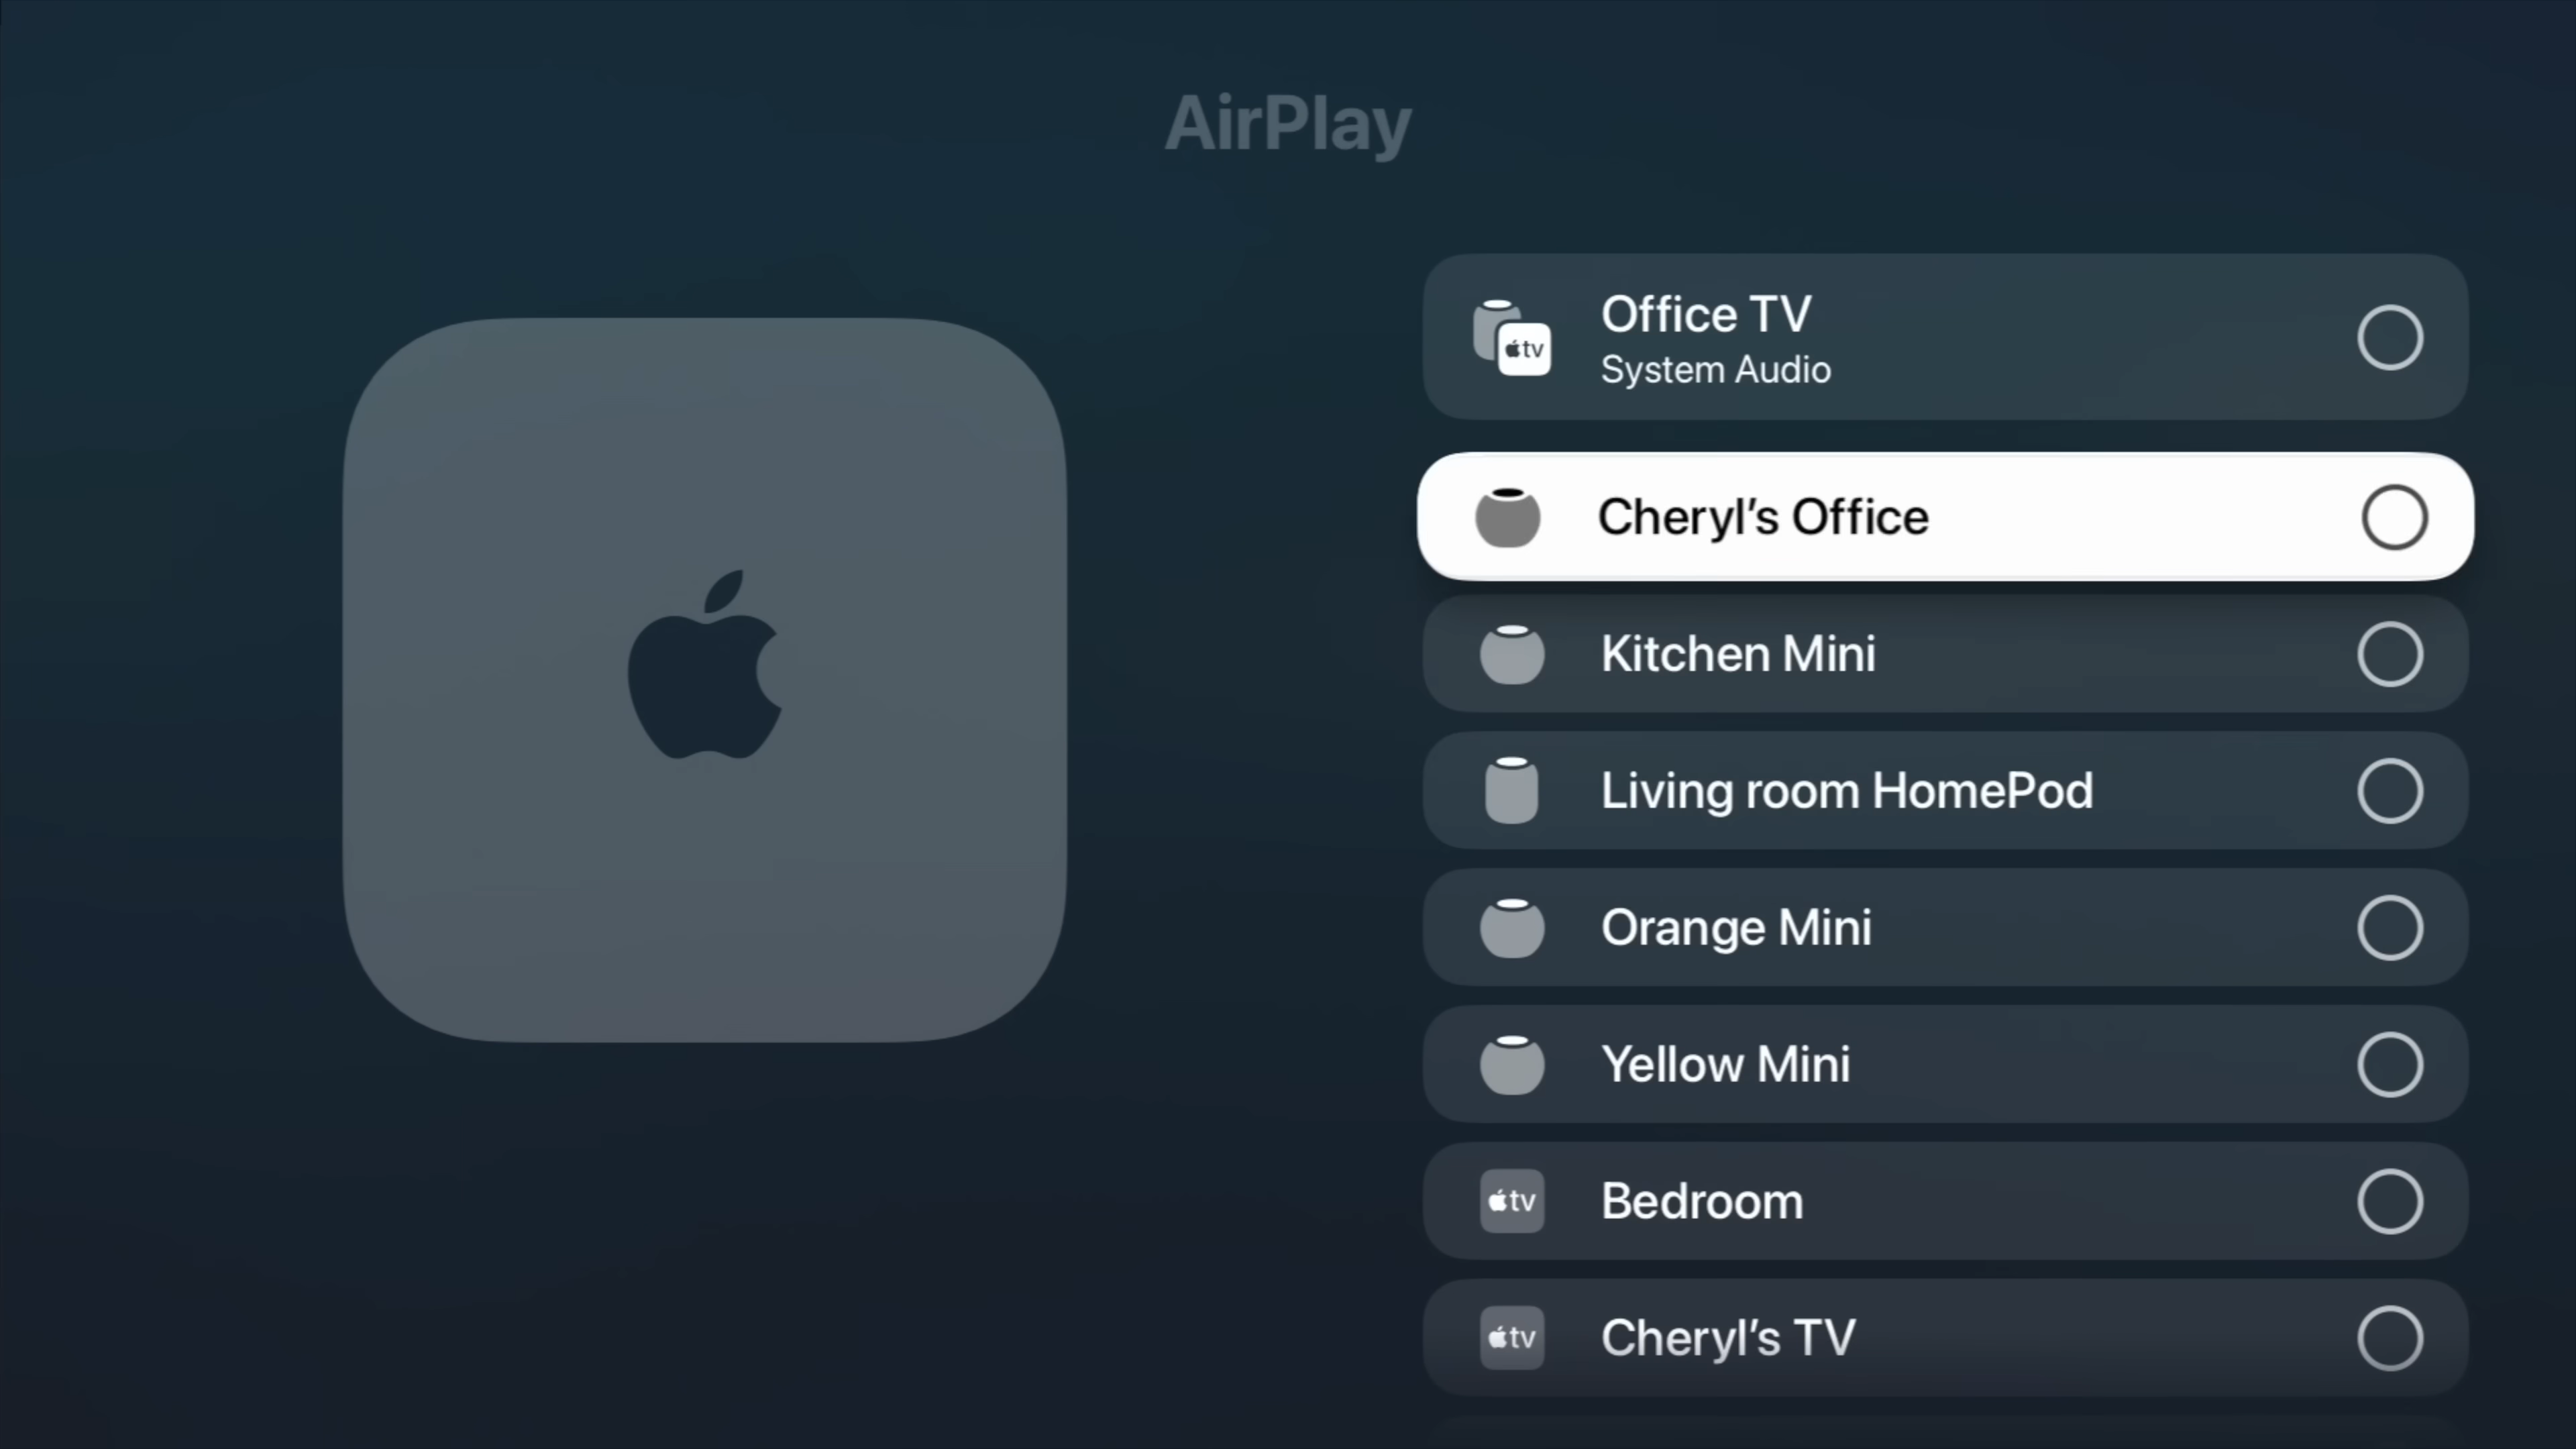 AirPlay
tv
Office TV
System Audio
Cheryl’s Office
Kitchen Mini
Living room HomePod
Orange Mini
Yellow Mini
tv
Bedroom
tv
Cheryl’s TV